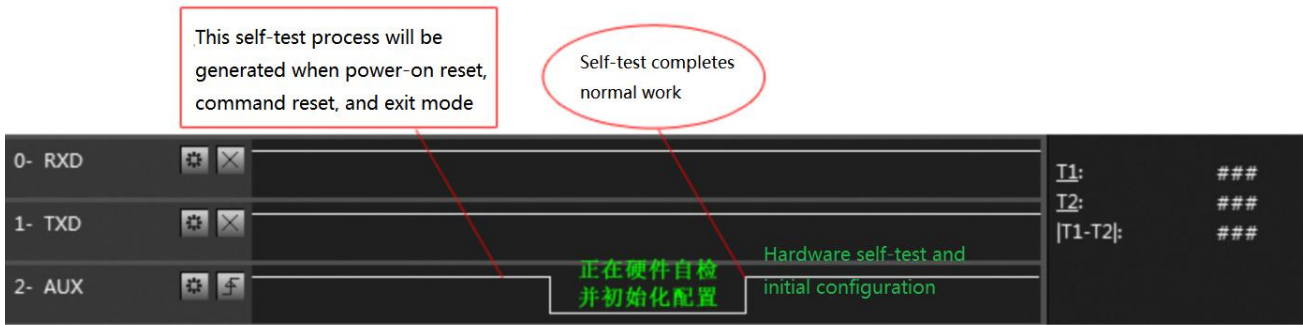 This self-test process will be
generated when power-on reset,
command reset, and exit mode
Self-test completes
normal work
0- RXD
1- TXD
2- AUX
正在硬件自检
并初始化配置
Hardware self-test and
initial configuration
T1: ###
T2: ###
|T1-T2|: ###